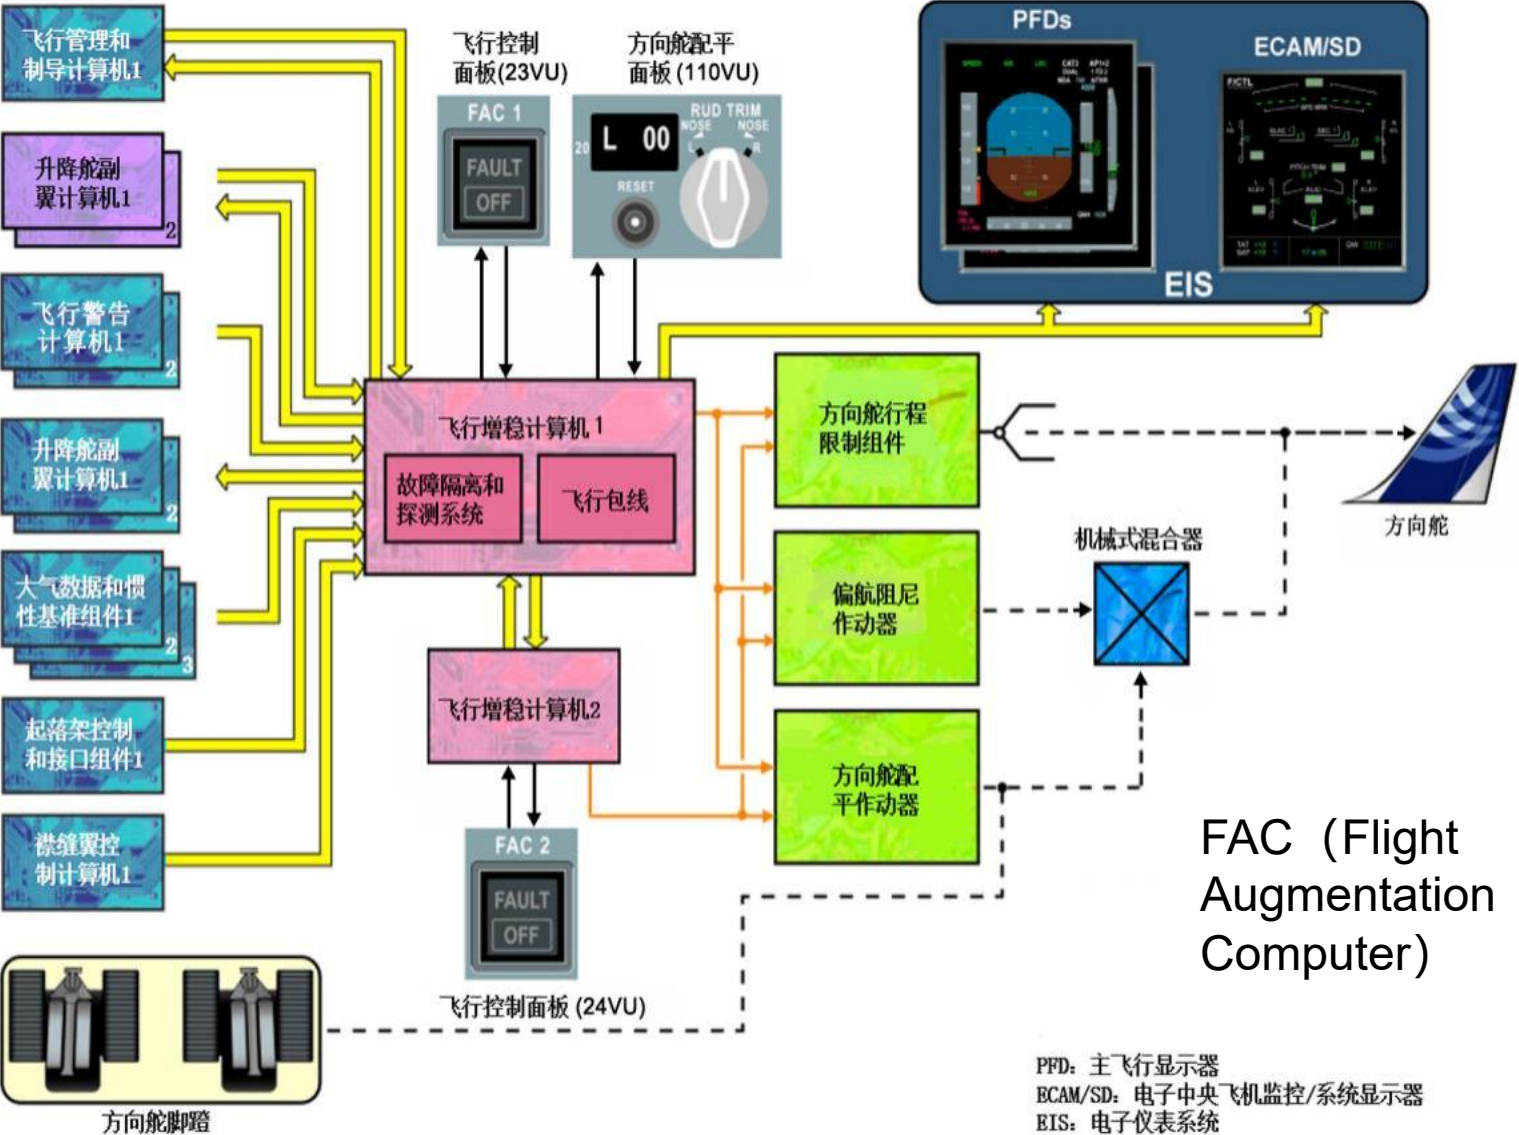 飞行管理和
制导计算机1
升降舵副
翼计算机1
2
飞行警告
计算机1
2
升降舵副
翼计算机1
2
大气数据和惯
性基准组件1
2
3
起落架控制
和接口组件1
襟缝翼控
制计算机1
方向舵脚蹬
飞行控制
面板(23VU)
FAC 1
FAULT
OFF
方向舵配平
面板 (110VU)
RUD TRIM
NOSE
NOSE
L
R
20
L 00
RESET
飞行增稳计算机 1
故障隔离和
探测系统
飞行包线
飞行增稳计算机2
FAC 2
FAULT
OFF
飞行控制面板 (24VU)
PFDs
ECAM/SD
F/CTL
EIS
方向舵行程
限制组件
偏航阻尼
作动器
方向舵配
平作动器
机械式混合器
方向舵
FAC（Flight
Augmentation
Computer）
PFD：主飞行显示器
ECAM/SD：电子中央飞机监控/系统显示器
EIS：电子仪表系统